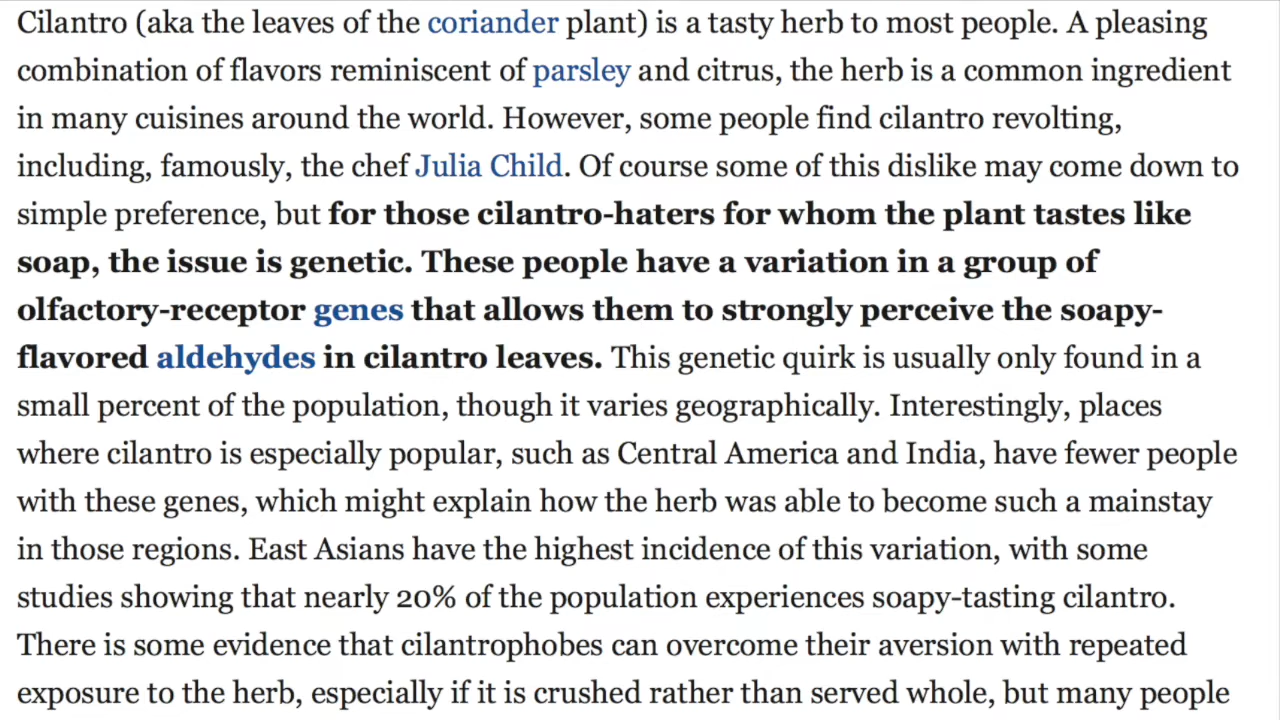 Cilantro (aka the leaves of the coriander plant) is a tasty herb to most people. A pleasing
combination of flavors reminiscent of parsley and citrus, the herb is a common ingredient
in many cuisines around the world. However, some people find cilantro revolting,
including, famously, the chef Julia Child. Of course some of this dislike may come down to
simple preference, but for those cilantro-haters for whom the plant tastes like
soap, the issue is genetic. These people have a variation in a group of
olfactory-receptor genes that allows them to strongly perceive the soapy-
flavored aldehydes in cilantro leaves. This genetic quirk is usually only found in a
small percent of the population, though it varies geographically. Interestingly, places
where cilantro is especially popular, such as Central America and India, have fewer people
with these genes, which might explain how the herb was able to become such a mainstay
in those regions. East Asians have the highest incidence of this variation, with some
studies showing that nearly 20% of the population experiences soapy-tasting cilantro.
There is some evidence that cilantrophobes can overcome their aversion with repeated
exposure to the herb, especially if it is crushed rather than served whole, but many people